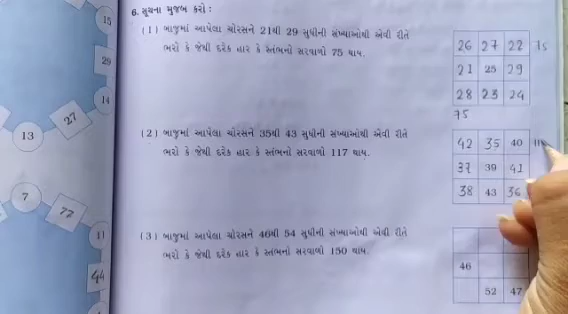 6. સૂચના મુજબ કરો :
(1) બાજુમાં આપેલા ચોરસને 21થી 29 સુધીની સંખ્યાઓથી એવી રીતે
ભરો કે જેથી દરેક હાર કે સ્તંભનો સરવાળો 75 થાય.
26 27 22 75
21 25 29
28 23 24
75
(2) બાજુમાં આપેલા ચોરસને 35થી 43 સુધીની સંખ્યાઓથી એવી રીતે
ભરો કે જેથી દરેક હાર કે સ્તંભનો સરવાળો 117 થાય.
42 35 40
37 39 41
38 43 36
(3) બાજુમાં આપેલા ચોરસને 46થી 54 સુધીની સંખ્યાઓથી એવી રીતે
ભરો કે જેથી દરેક હાર કે સ્તંભનો સરવાળો 150 થાય.
46
52 47
15
29
14
27
13
7
77
11
44